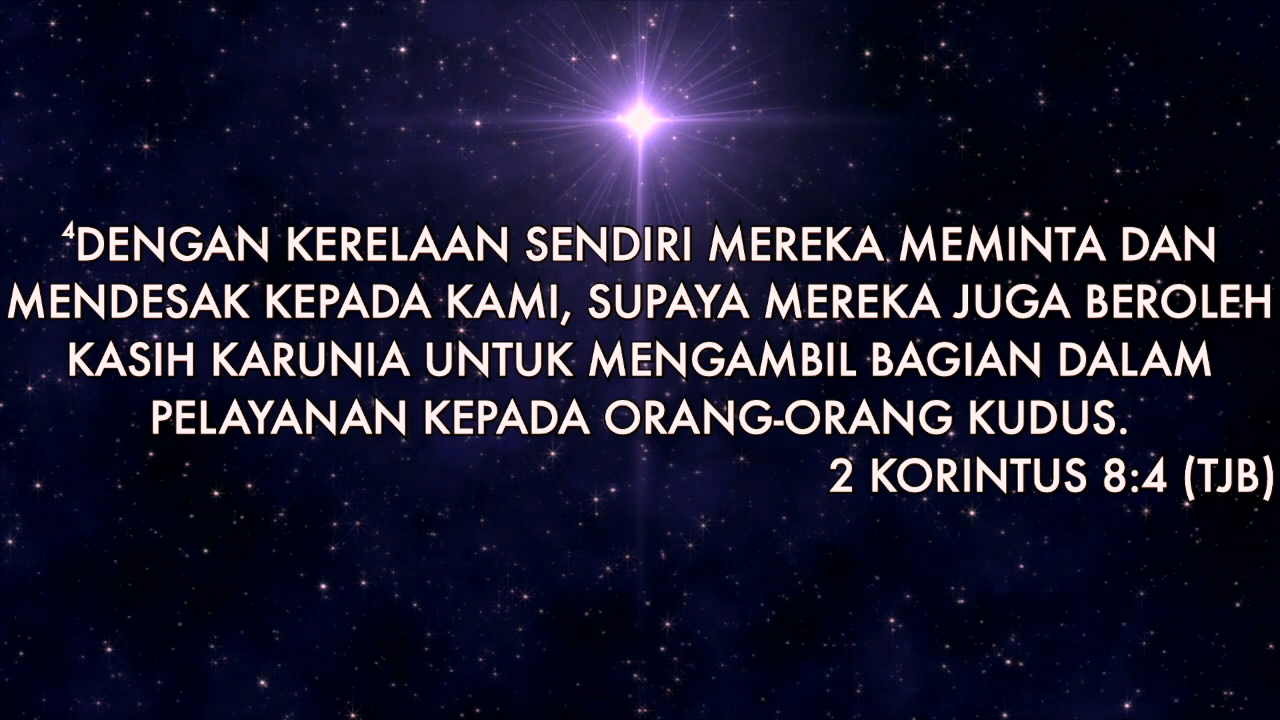 ⁴DENGAN KERELAAN SENDIRI MEREKA MEMINTA DAN
MENDESAK KEPADA KAMI, SUPAYA MEREKA JUGA BEROLEH
KASIH KARUNIA UNTUK MENGAMBIL BAGIAN DALAM
PELAYANAN KEPADA ORANG-ORANG KUDUS.
2 KORINTUS 8:4 (TJB)